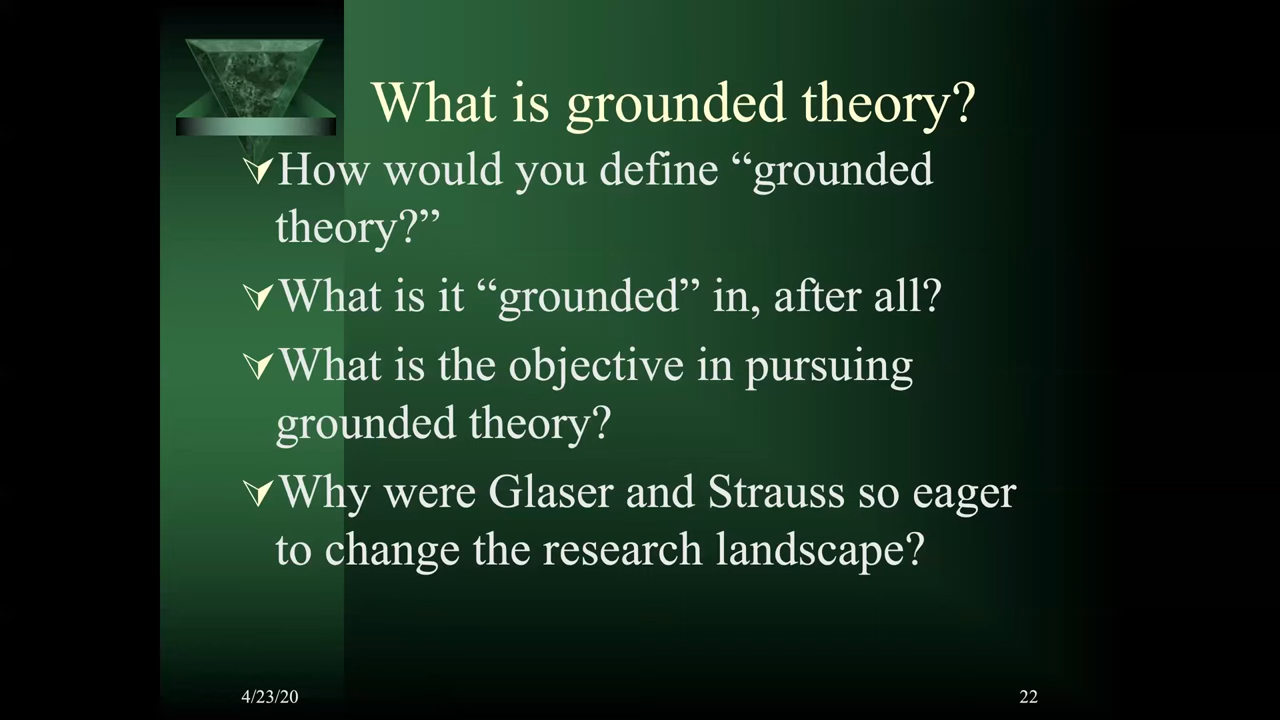 What is grounded theory?
How would you define “grounded
theory?”
What is it “grounded” in, after all?
What is the objective in pursuing
grounded theory?
Why were Glaser and Strauss so eager
to change the research landscape?
4/23/20
22